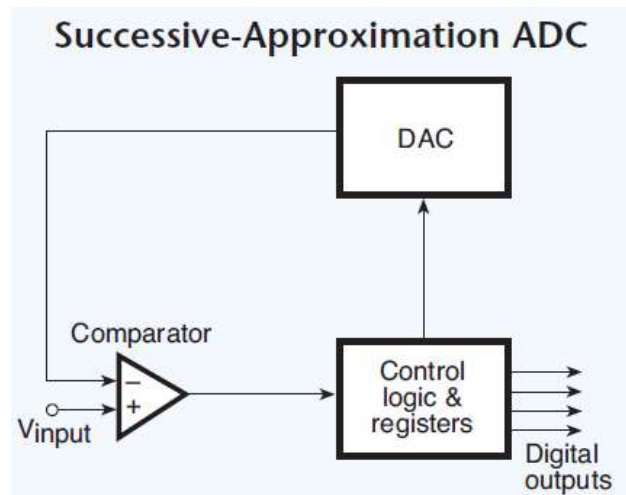 Successive-Approximation ADC
DAC
Comparator
−
+
Vinput
Control
logic &
registers
Digital
outputs